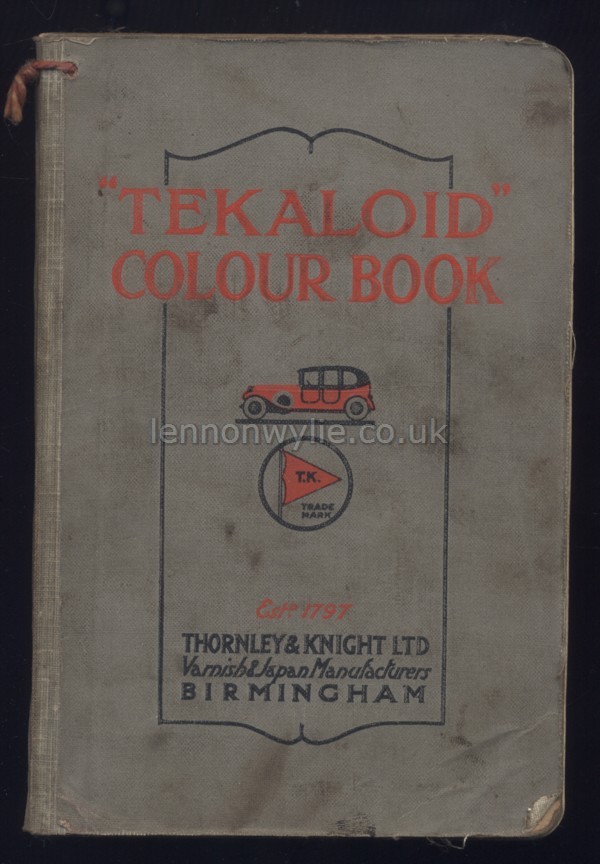 "TEKALOID"
COLOUR BOOK
lennonwylie.co.uk
T.K.
TRADE
MARK
Estd. 1797
THORNLEY & KNIGHT LTD
Varnish & Japan Manufacturers
BIRMINGHAM